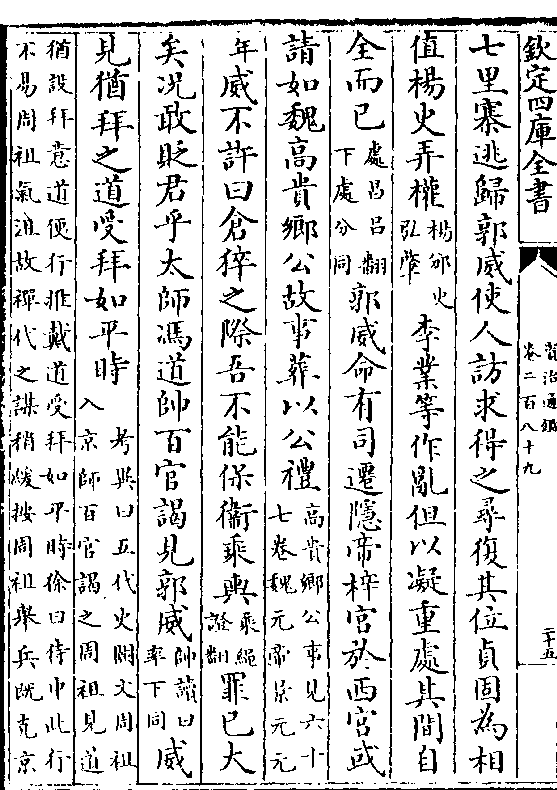 欽定四庫全書
資治通鑑
卷二百八十九
二十五
七里寨逃歸郭威使人訪求得之尋復其位貞固為相
值楊史弄權楊邠史弘肇李業等作亂但以凝重處其間自
全而已處昌呂翻下處分同郭威命有司遷隱帝梓宮於西宮或
請如魏高貴鄉公故事葬以公禮高貴鄉公事見六十七卷魏元帝景元元
年威不許曰倉猝之際吾不能保衛乘輿乘繩證翻罪已大
矣况敢貶君乎太師馮道帥百官謁見郭威帥讀曰率下同威
見猶拜之道受拜如平時考異曰五代史闕文周祖入京師百官謁之周祖見道
猶設拜意道便行推戴道受拜如平時徐曰侍中此行
不易周祖氣沮故禪代之謀稍緩按周祖舉兵既克京